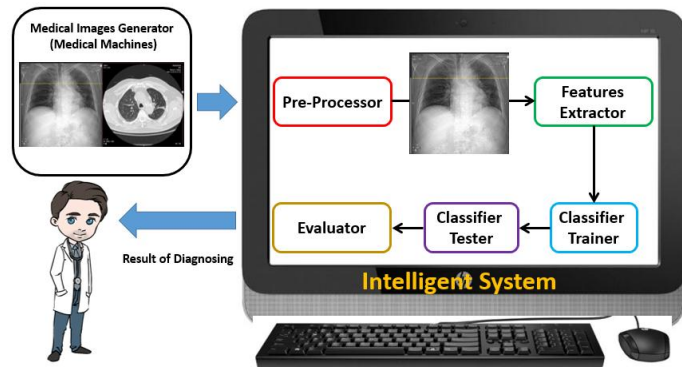 Medical Images Generator
(Medical Machines)
Pre-Processor
Features
Extractor
Evaluator
Classifier
Tester
Classifier
Trainer
Result of Diagnosing
Intelligent System